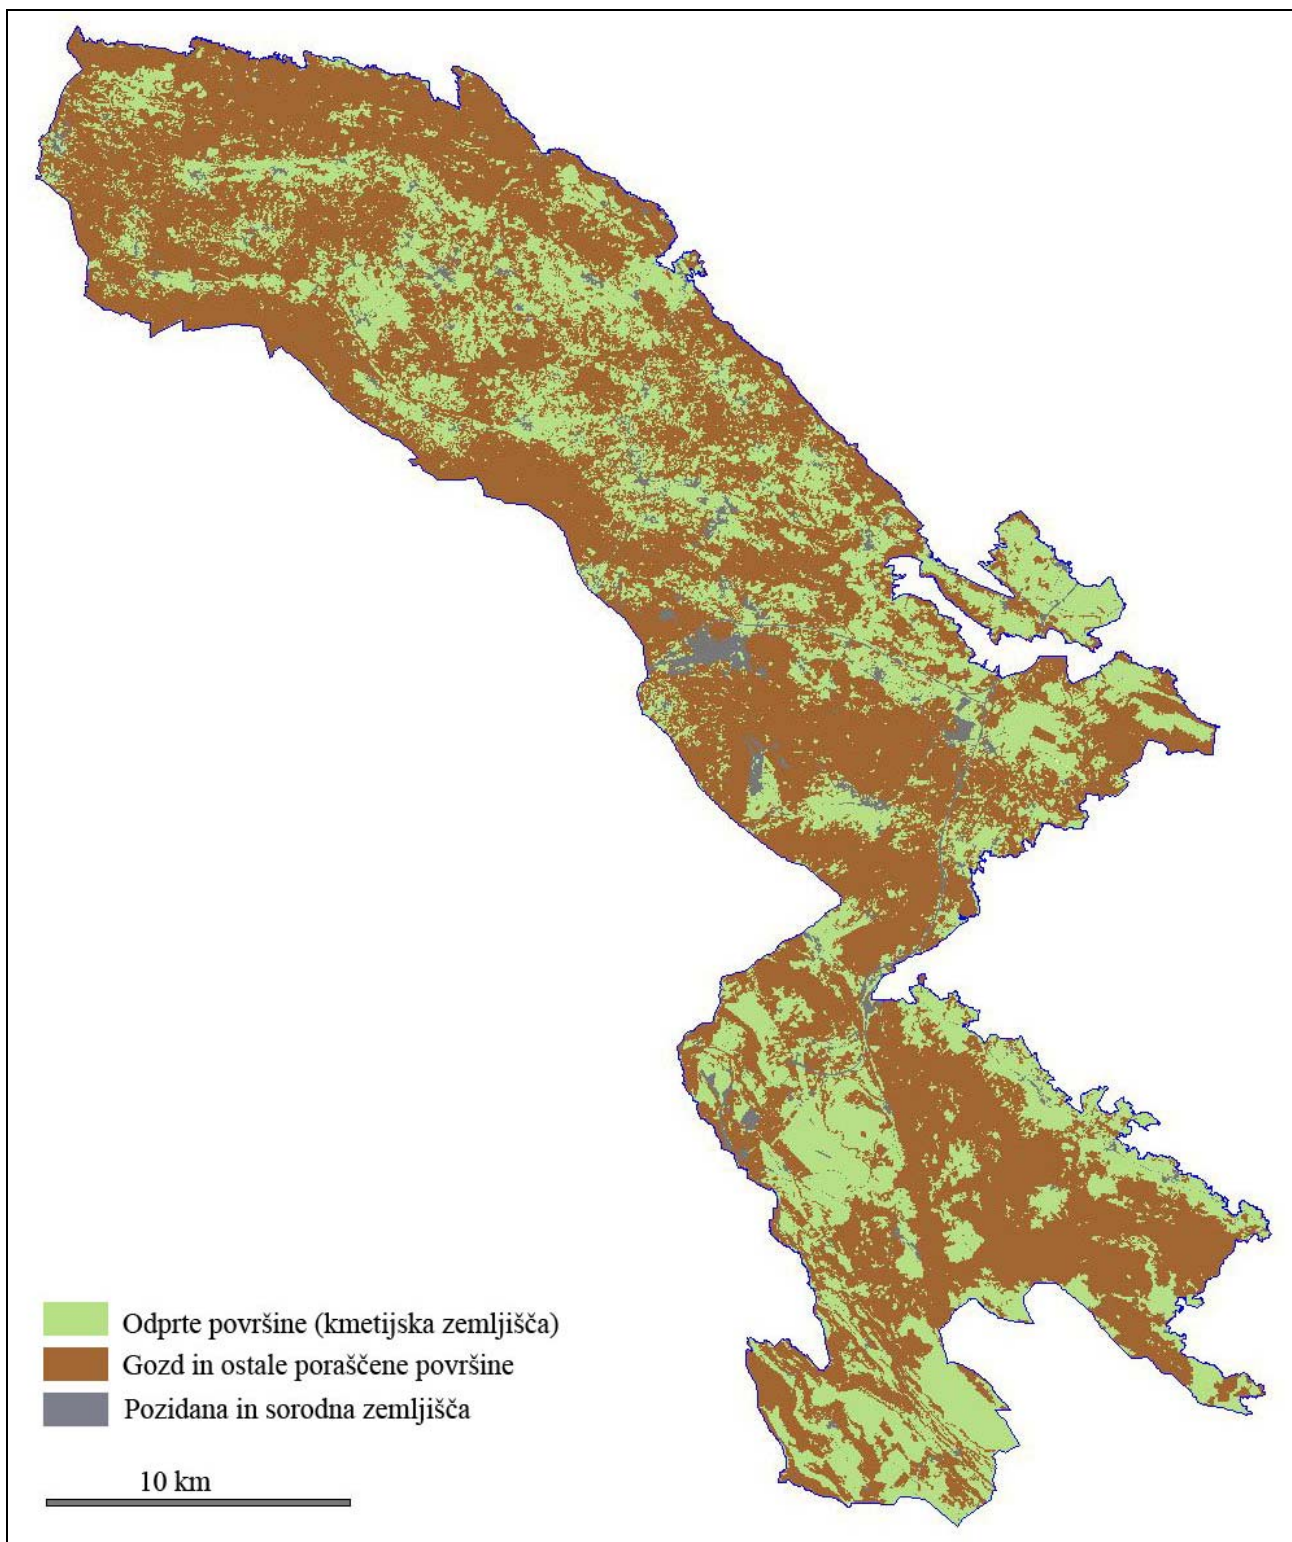 Odprte površine (kmetijska zemljišča)
Gozd in ostale poraščene površine
Pozidana in sorodna zemljišča
10 km